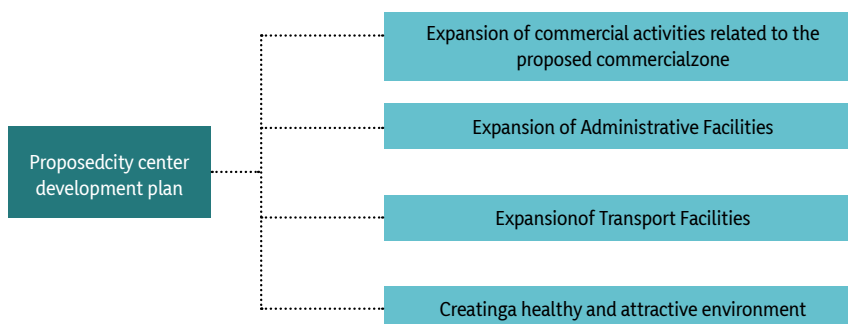 Expansion of commercial activities related to the
proposed commercialzone
Expansion of Administrative Facilities
Proposedcity center
development plan
Expansionof Transport Facilities
Creatinga healthy and attractive environment